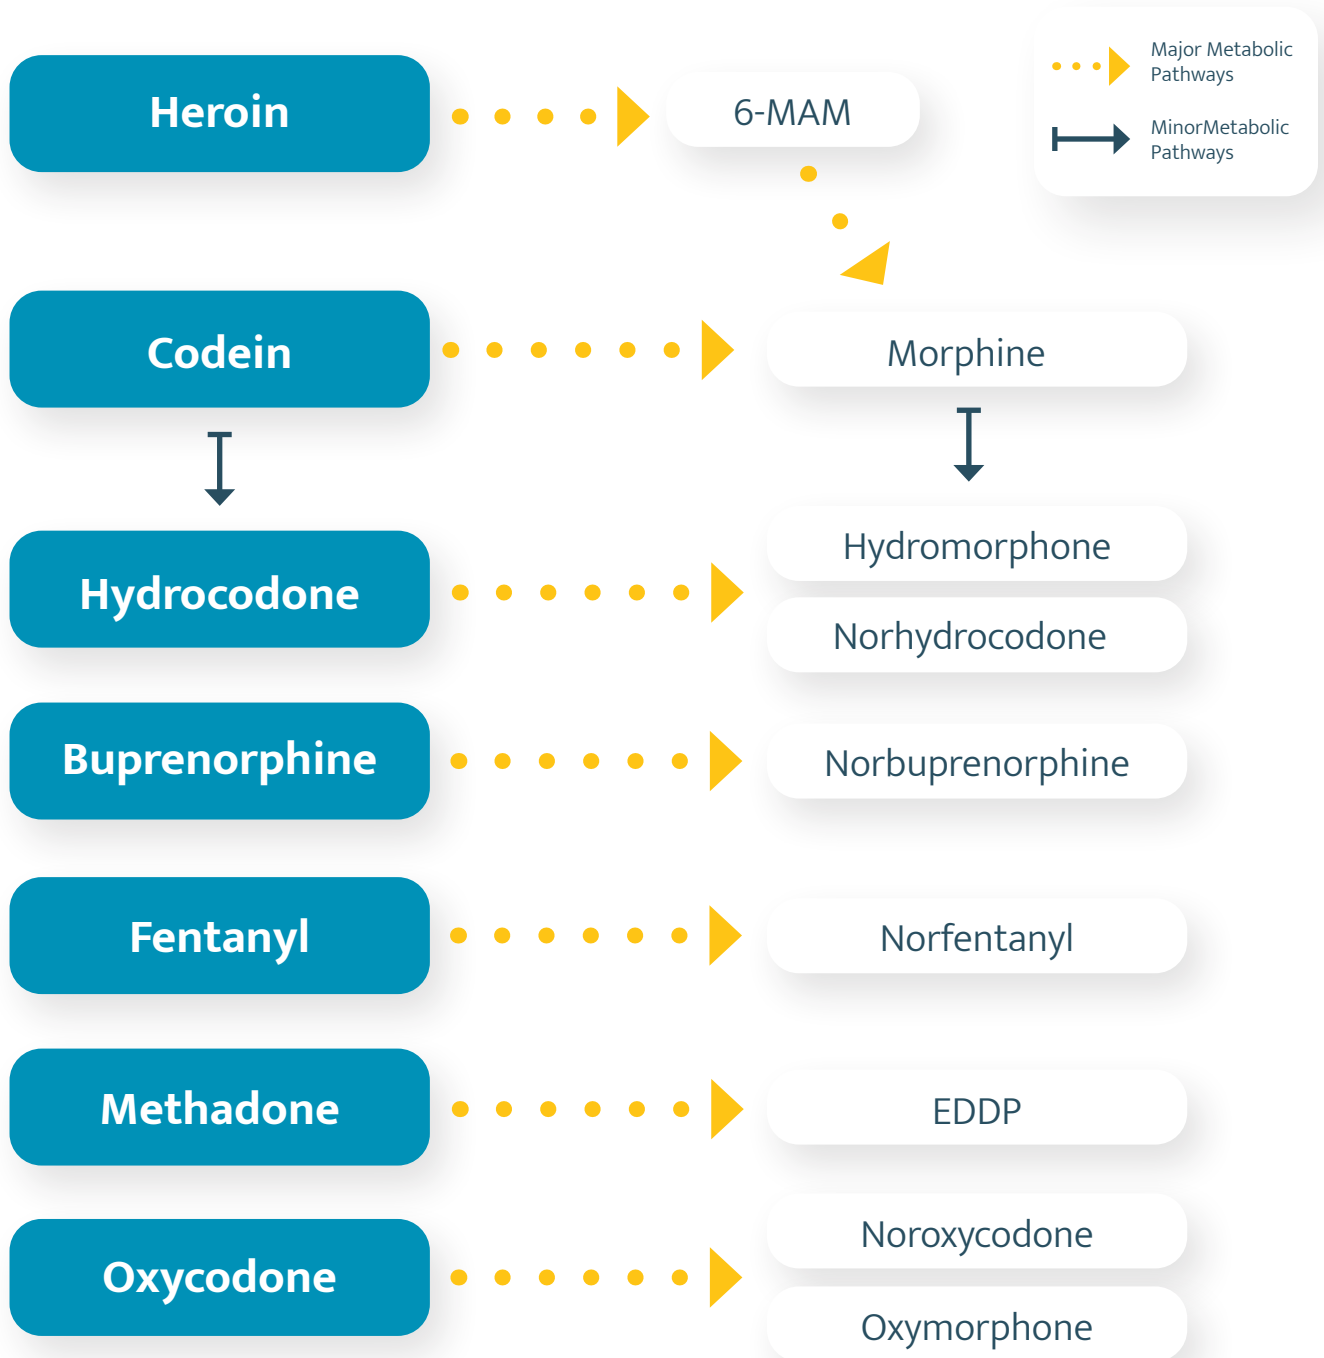 Heroin
6-MAM
Major Metabolic
Pathways
MinorMetabolic
Pathways
Codein
Morphine
Hydrocodone
Hydromorphone
Norhydrocodone
Buprenorphine
Norbuprenorphine
Fentanyl
Norfentanyl
Methadone
EDDP
Oxycodone
Noroxycodone
Oxymorphone